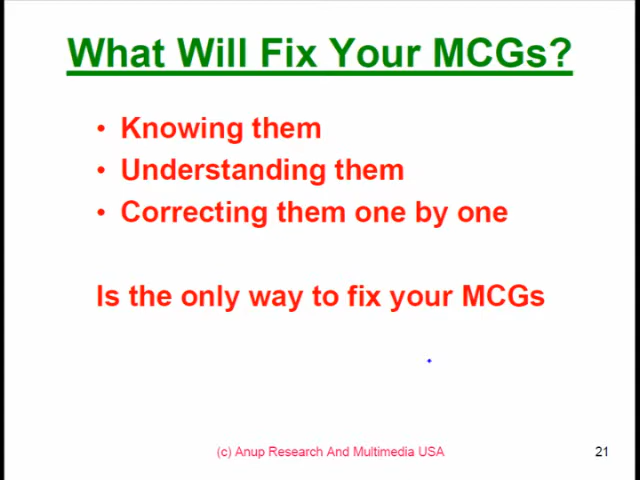 What Will Fix Your MCGs?
• Knowing them
• Understanding them
• Correcting them one by one
Is the only way to fix your MCGs
(c) Anup Research And Multimedia USA
21